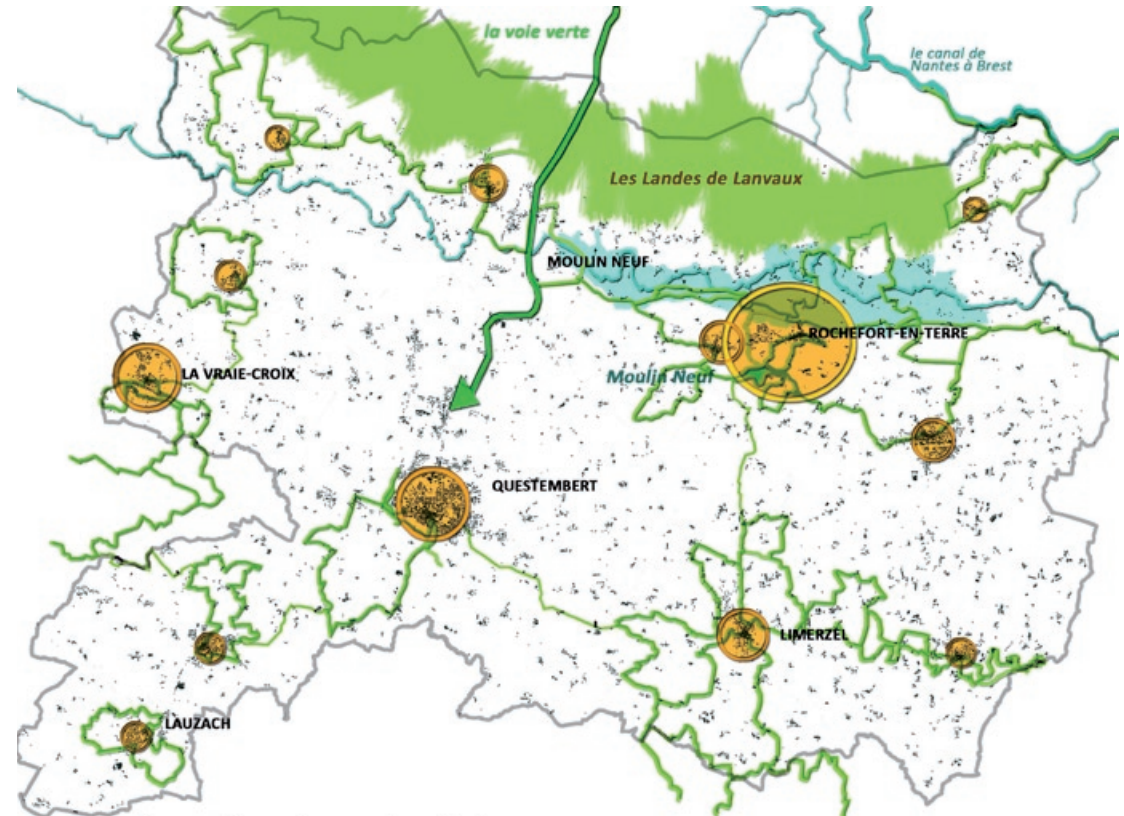 la voie verte
le canal de
Nantes à Brest
Les Landes de Lanvaux
MOULIN NEUF
ROCHEFORT-EN-TERRE
LA VRAIE-CROIX
Moulin Neuf
QUESTEMBERT
LIMERZEL
LAUZACH